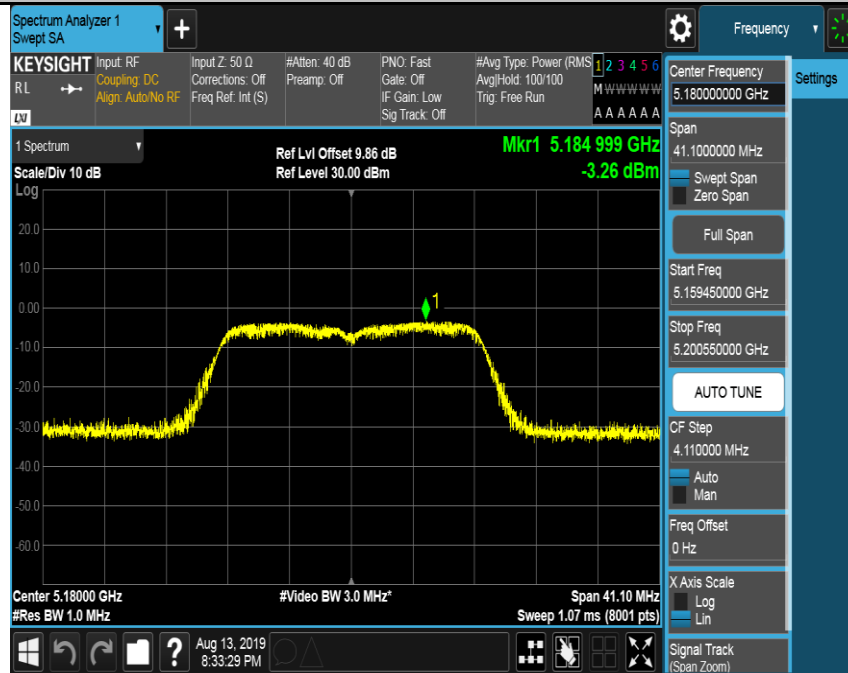 Spectrum Analyzer 1
Swept SA
+
Frequency
KEYSIGHT
RL
LXI
Input: RF
Coupling: DC
Align: Auto/No RF
Input Z: 50 Ω
Corrections: Off
Freq Ref: Int (S)
#Atten: 40 dB
Preamp: Off
PNO: Fast
Gate: Off
IF Gain: Low
Sig Track: Off
#Avg Type: Power (RMS
Avg|Hold: 100/100
Trig: Free Run
1 2 3 4 5 6
M W W W W W
A A A A A A
1 Spectrum
Scale/Div 10 dB
Log
Ref Lvl Offset 9.86 dB
Ref Level 30.00 dBm
Mkr1 5.184 999 GHz
-3.26 dBm
20.0
10.0
0.00
-10.0
-20.0
-30.0
-40.0
-50.0
-60.0
1
Center 5.18000 GHz
#Res BW 1.0 MHz
#Video BW 3.0 MHz*
Span 41.10 MHz
Sweep 1.07 ms (8001 pts)
?
Aug 13, 2019
8:33:29 PM
Center Frequency
5.180000000 GHz
Settings
Span
41.1000000 MHz
Swept Span
Zero Span
Full Span
Start Freq
5.159450000 GHz
Stop Freq
5.200550000 GHz
AUTO TUNE
CF Step
4.110000 MHz
Auto
Man
Freq Offset
0 Hz
X Axis Scale
Log
Lin
Signal Track
(Span Zoom)